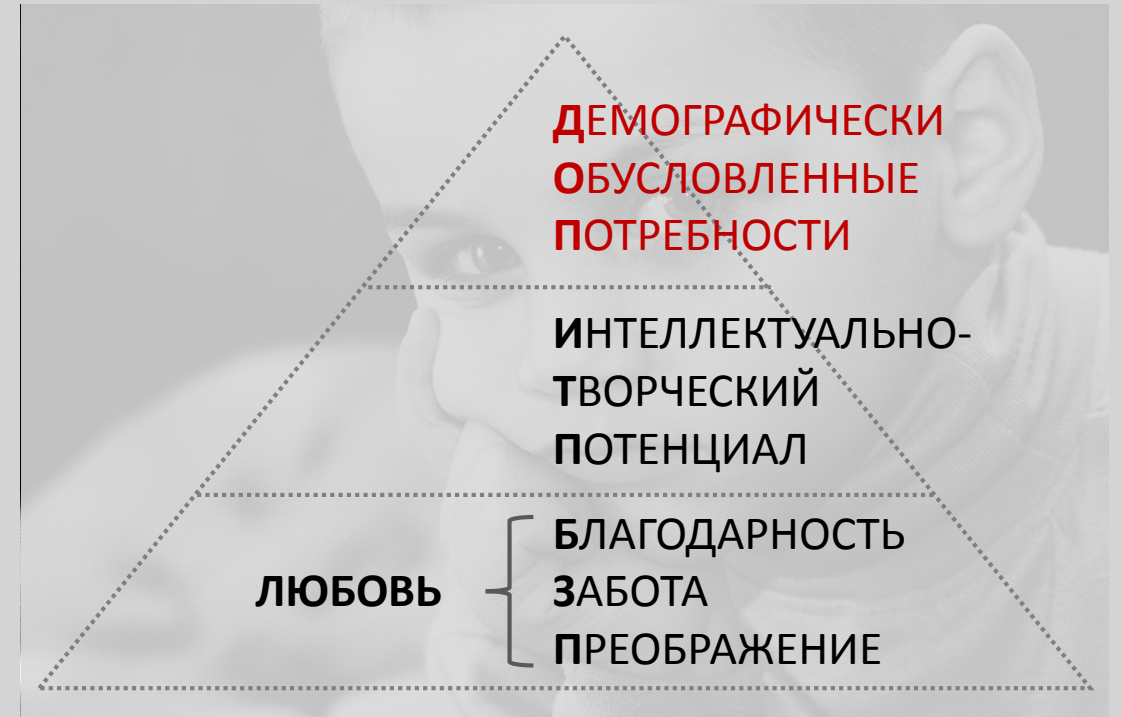 ДЕМОГРАФИЧЕСКИ
ОБУСЛОВЛЕННЫЕ
ПОТРЕБНОСТИ
ИНТЕЛЛЕКТУАЛЬНО-
ТВОРЧЕСКИЙ
ПОТЕНЦИАЛ
ЛЮБОВЬ
БЛАГОДАРНОСТЬ
ЗАБОТА
ПРЕОБРАЖЕНИЕ